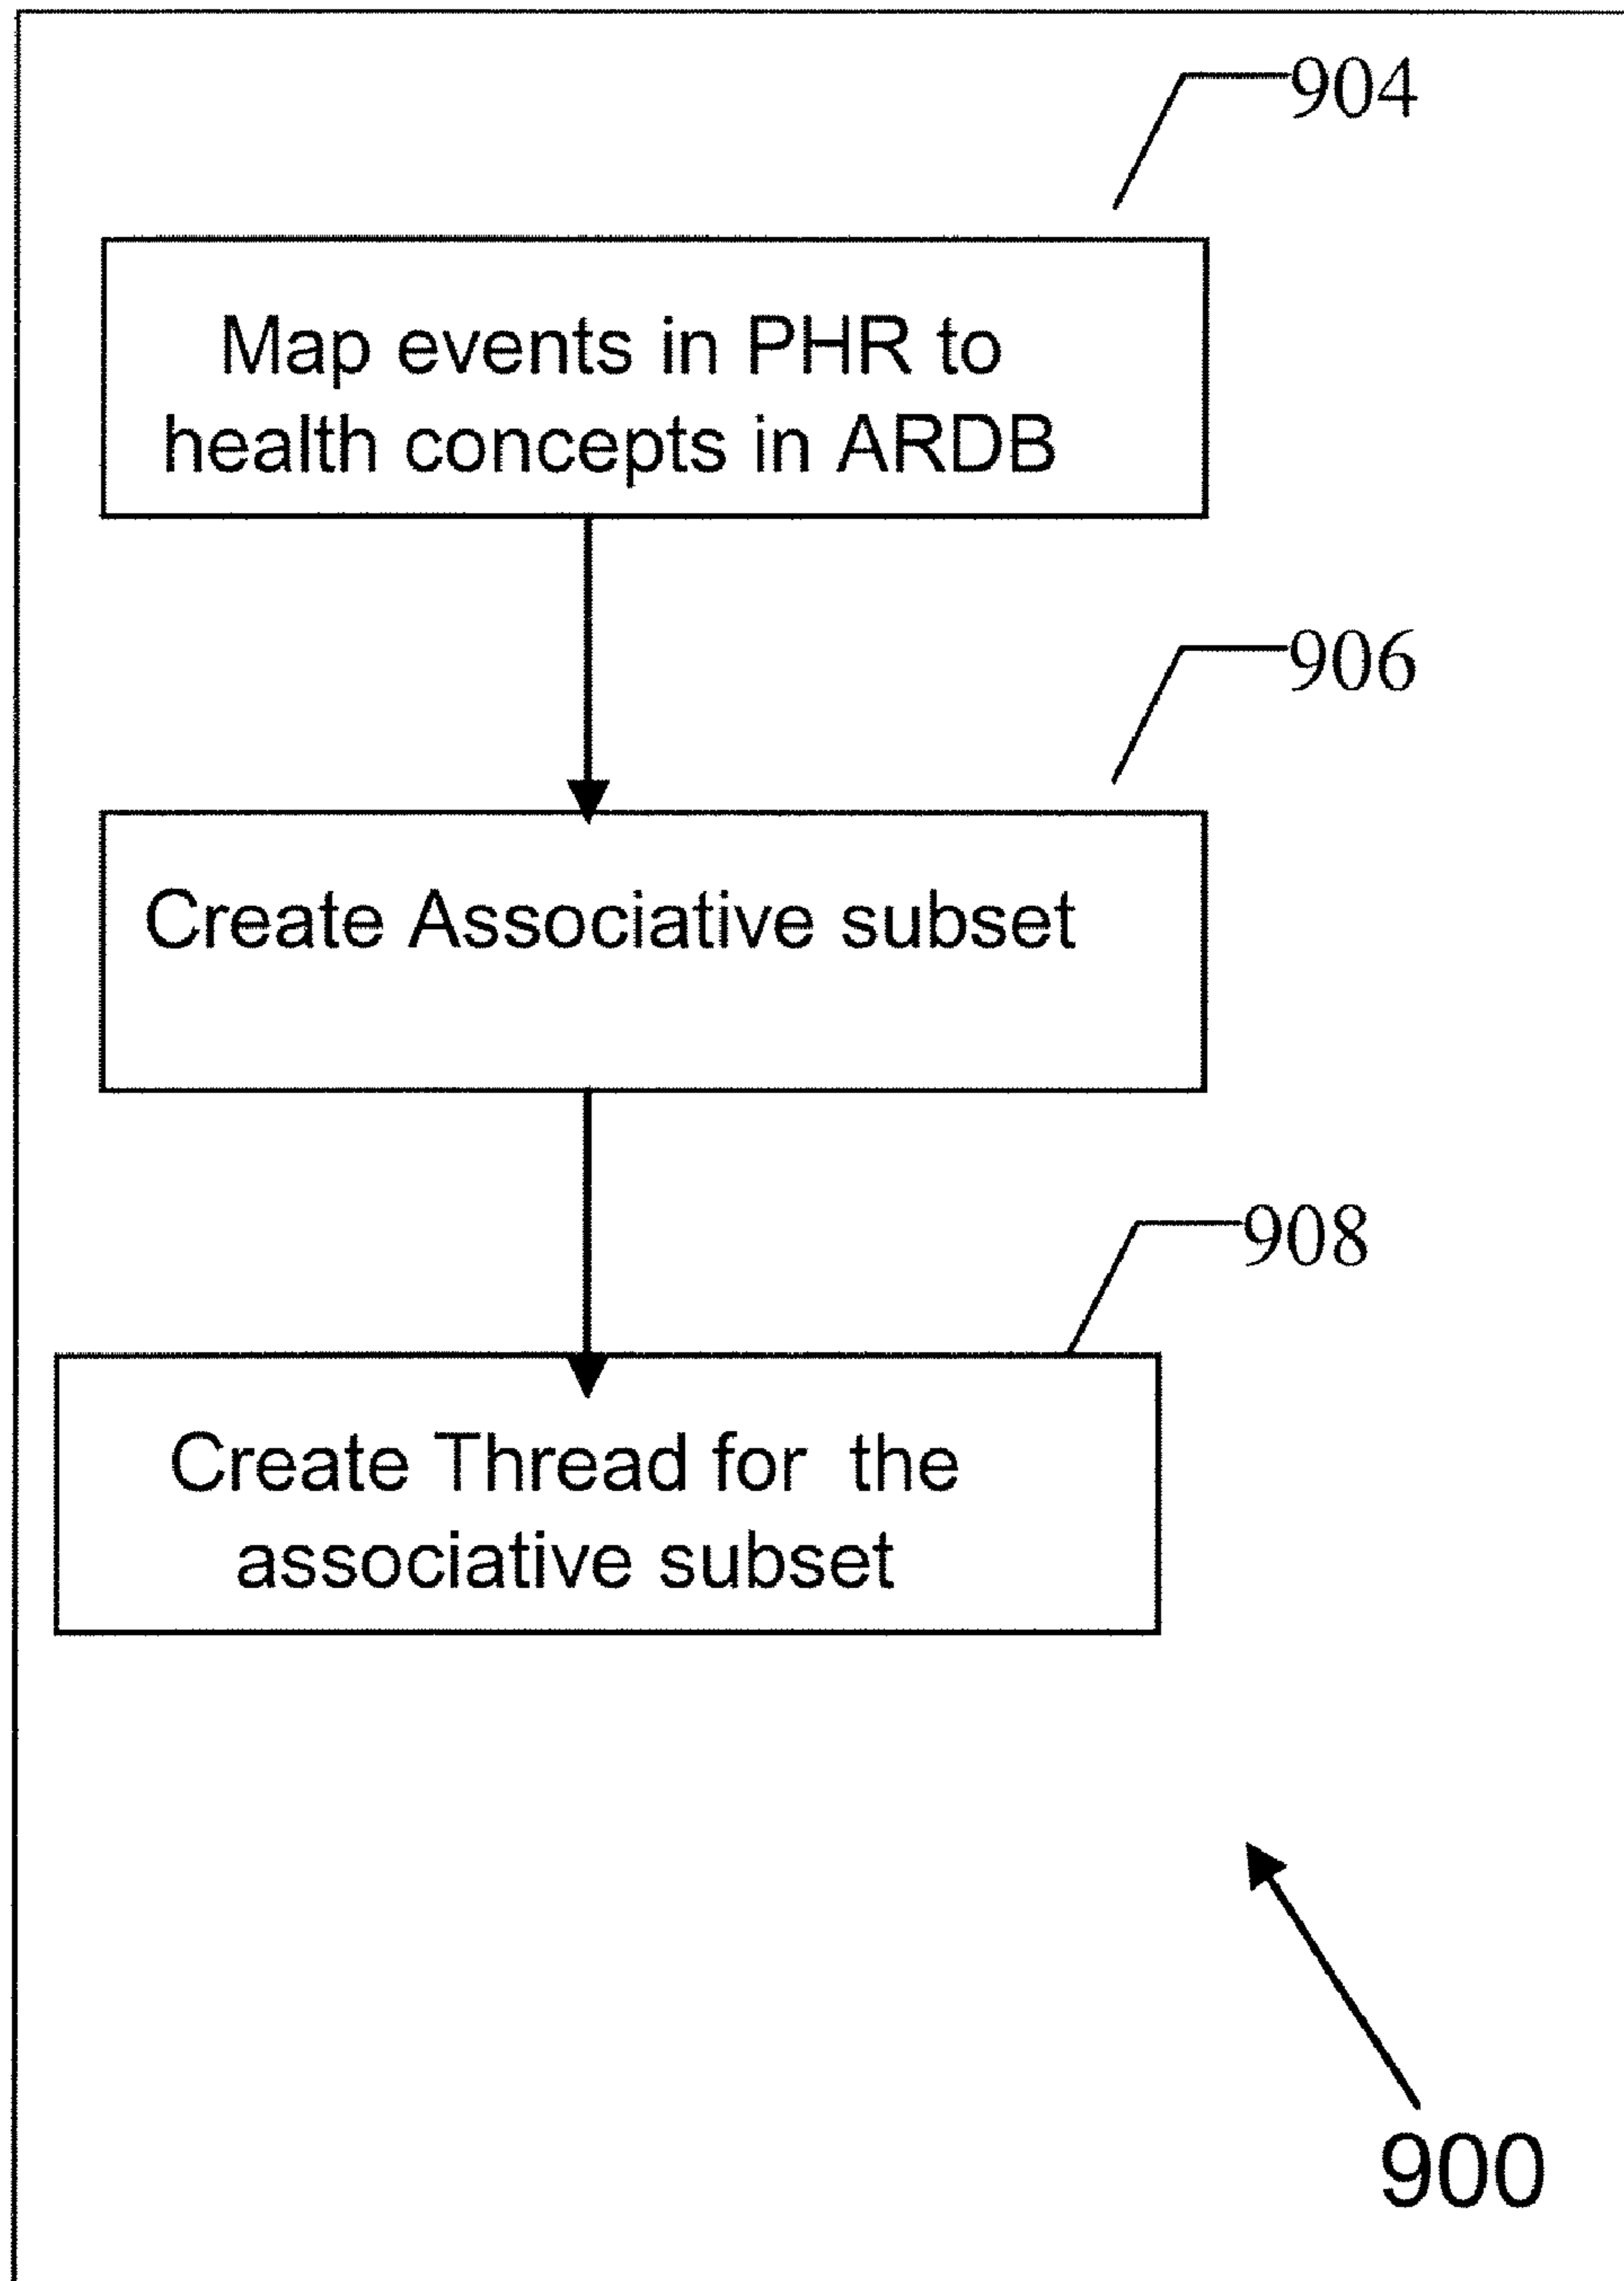 904
Map events in PHR to
health concepts in ARDB
906
Create Associative subset
908
Create Thread for the
associative subset
900